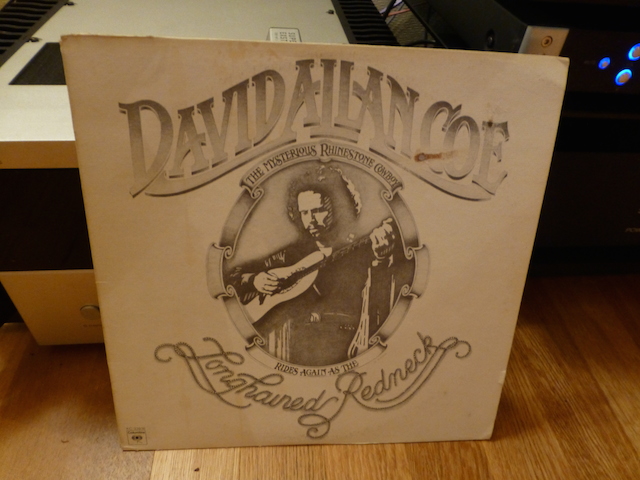 DAVID ALLAN COE
THE MYSTERIOUS RHINESTONE COWBOY
RIDES AGAIN AS THE
Longhaired Redneck